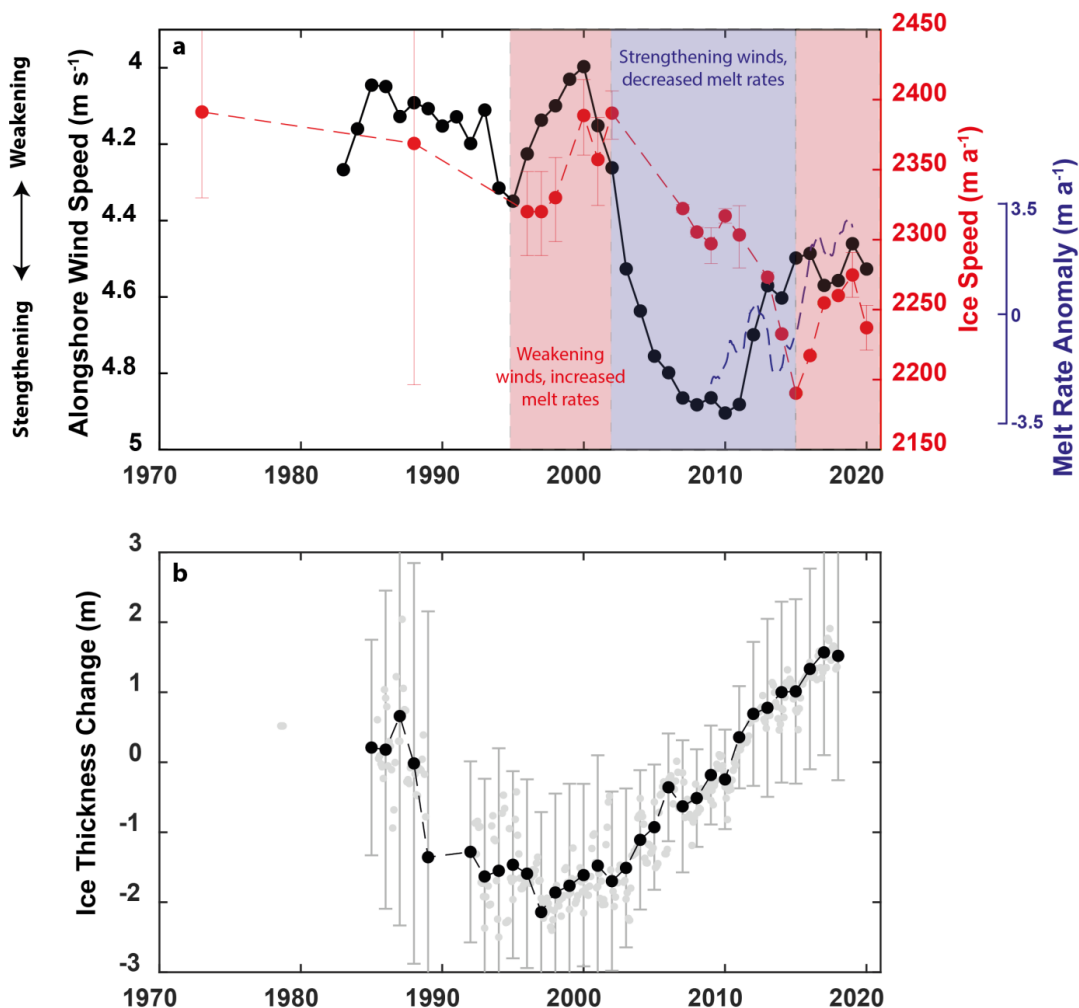 a
Strengthening winds,
decreased melt rates
Weakening
winds, increased
melt rates
Weakening
Stengthening
Alongshore Wind Speed (m s-1)
4
4.2
4.4
4.6
4.8
5
2450
2400
2350
2300
2250
2200
2150
Ice Speed (m a-1)
13.5
0
-3.5
Melt Rate Anomaly (m a-1)
1970 1980 1990 2000 2010 2020
b
Ice Thickness Change (m)
3
2
1
0
-1
-2
-3
1970 1980 1990 2000 2010 2020